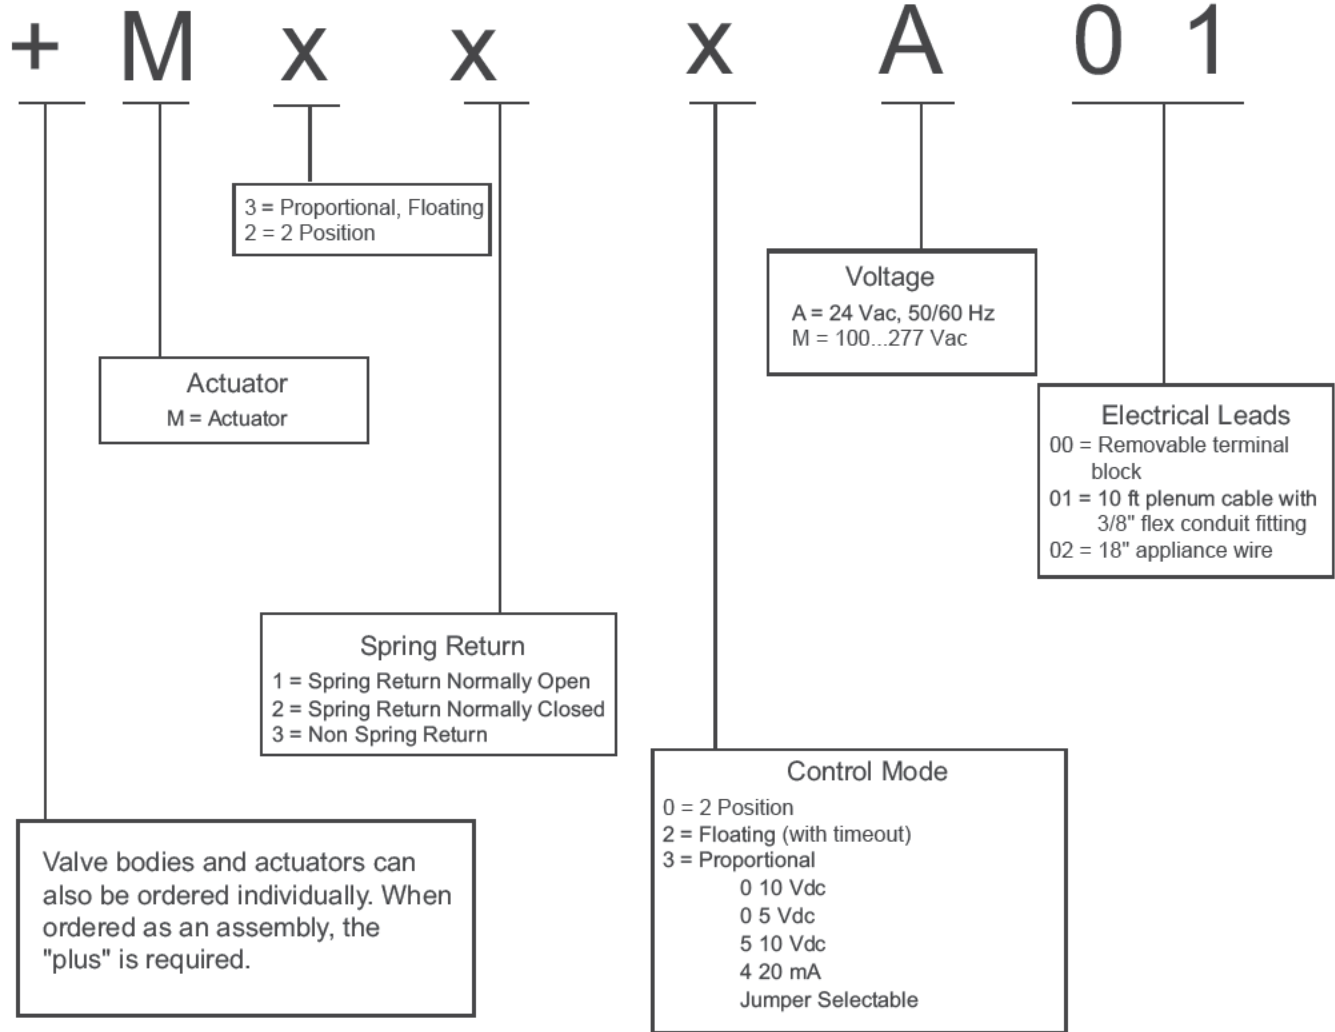 + M x x x A 0 1
3 = Proportional, Floating
2 = 2 Position
Voltage
A = 24 Vac, 50/60 Hz
M = 100...277 Vac
Actuator
M = Actuator
Electrical Leads
00 = Removable terminal
block
01 = 10 ft plenum cable with
3/8" flex conduit fitting
02 = 18" appliance wire
Spring Return
1 = Spring Return Normally Open
2 = Spring Return Normally Closed
3 = Non Spring Return
Control Mode
0 = 2 Position
2 = Floating (with timeout)
3 = Proportional
0 10 Vdc
0 5 Vdc
5 10 Vdc
4 20 mA
Jumper Selectable
Valve bodies and actuators can
also be ordered individually. When
ordered as an assembly, the
"plus" is required.